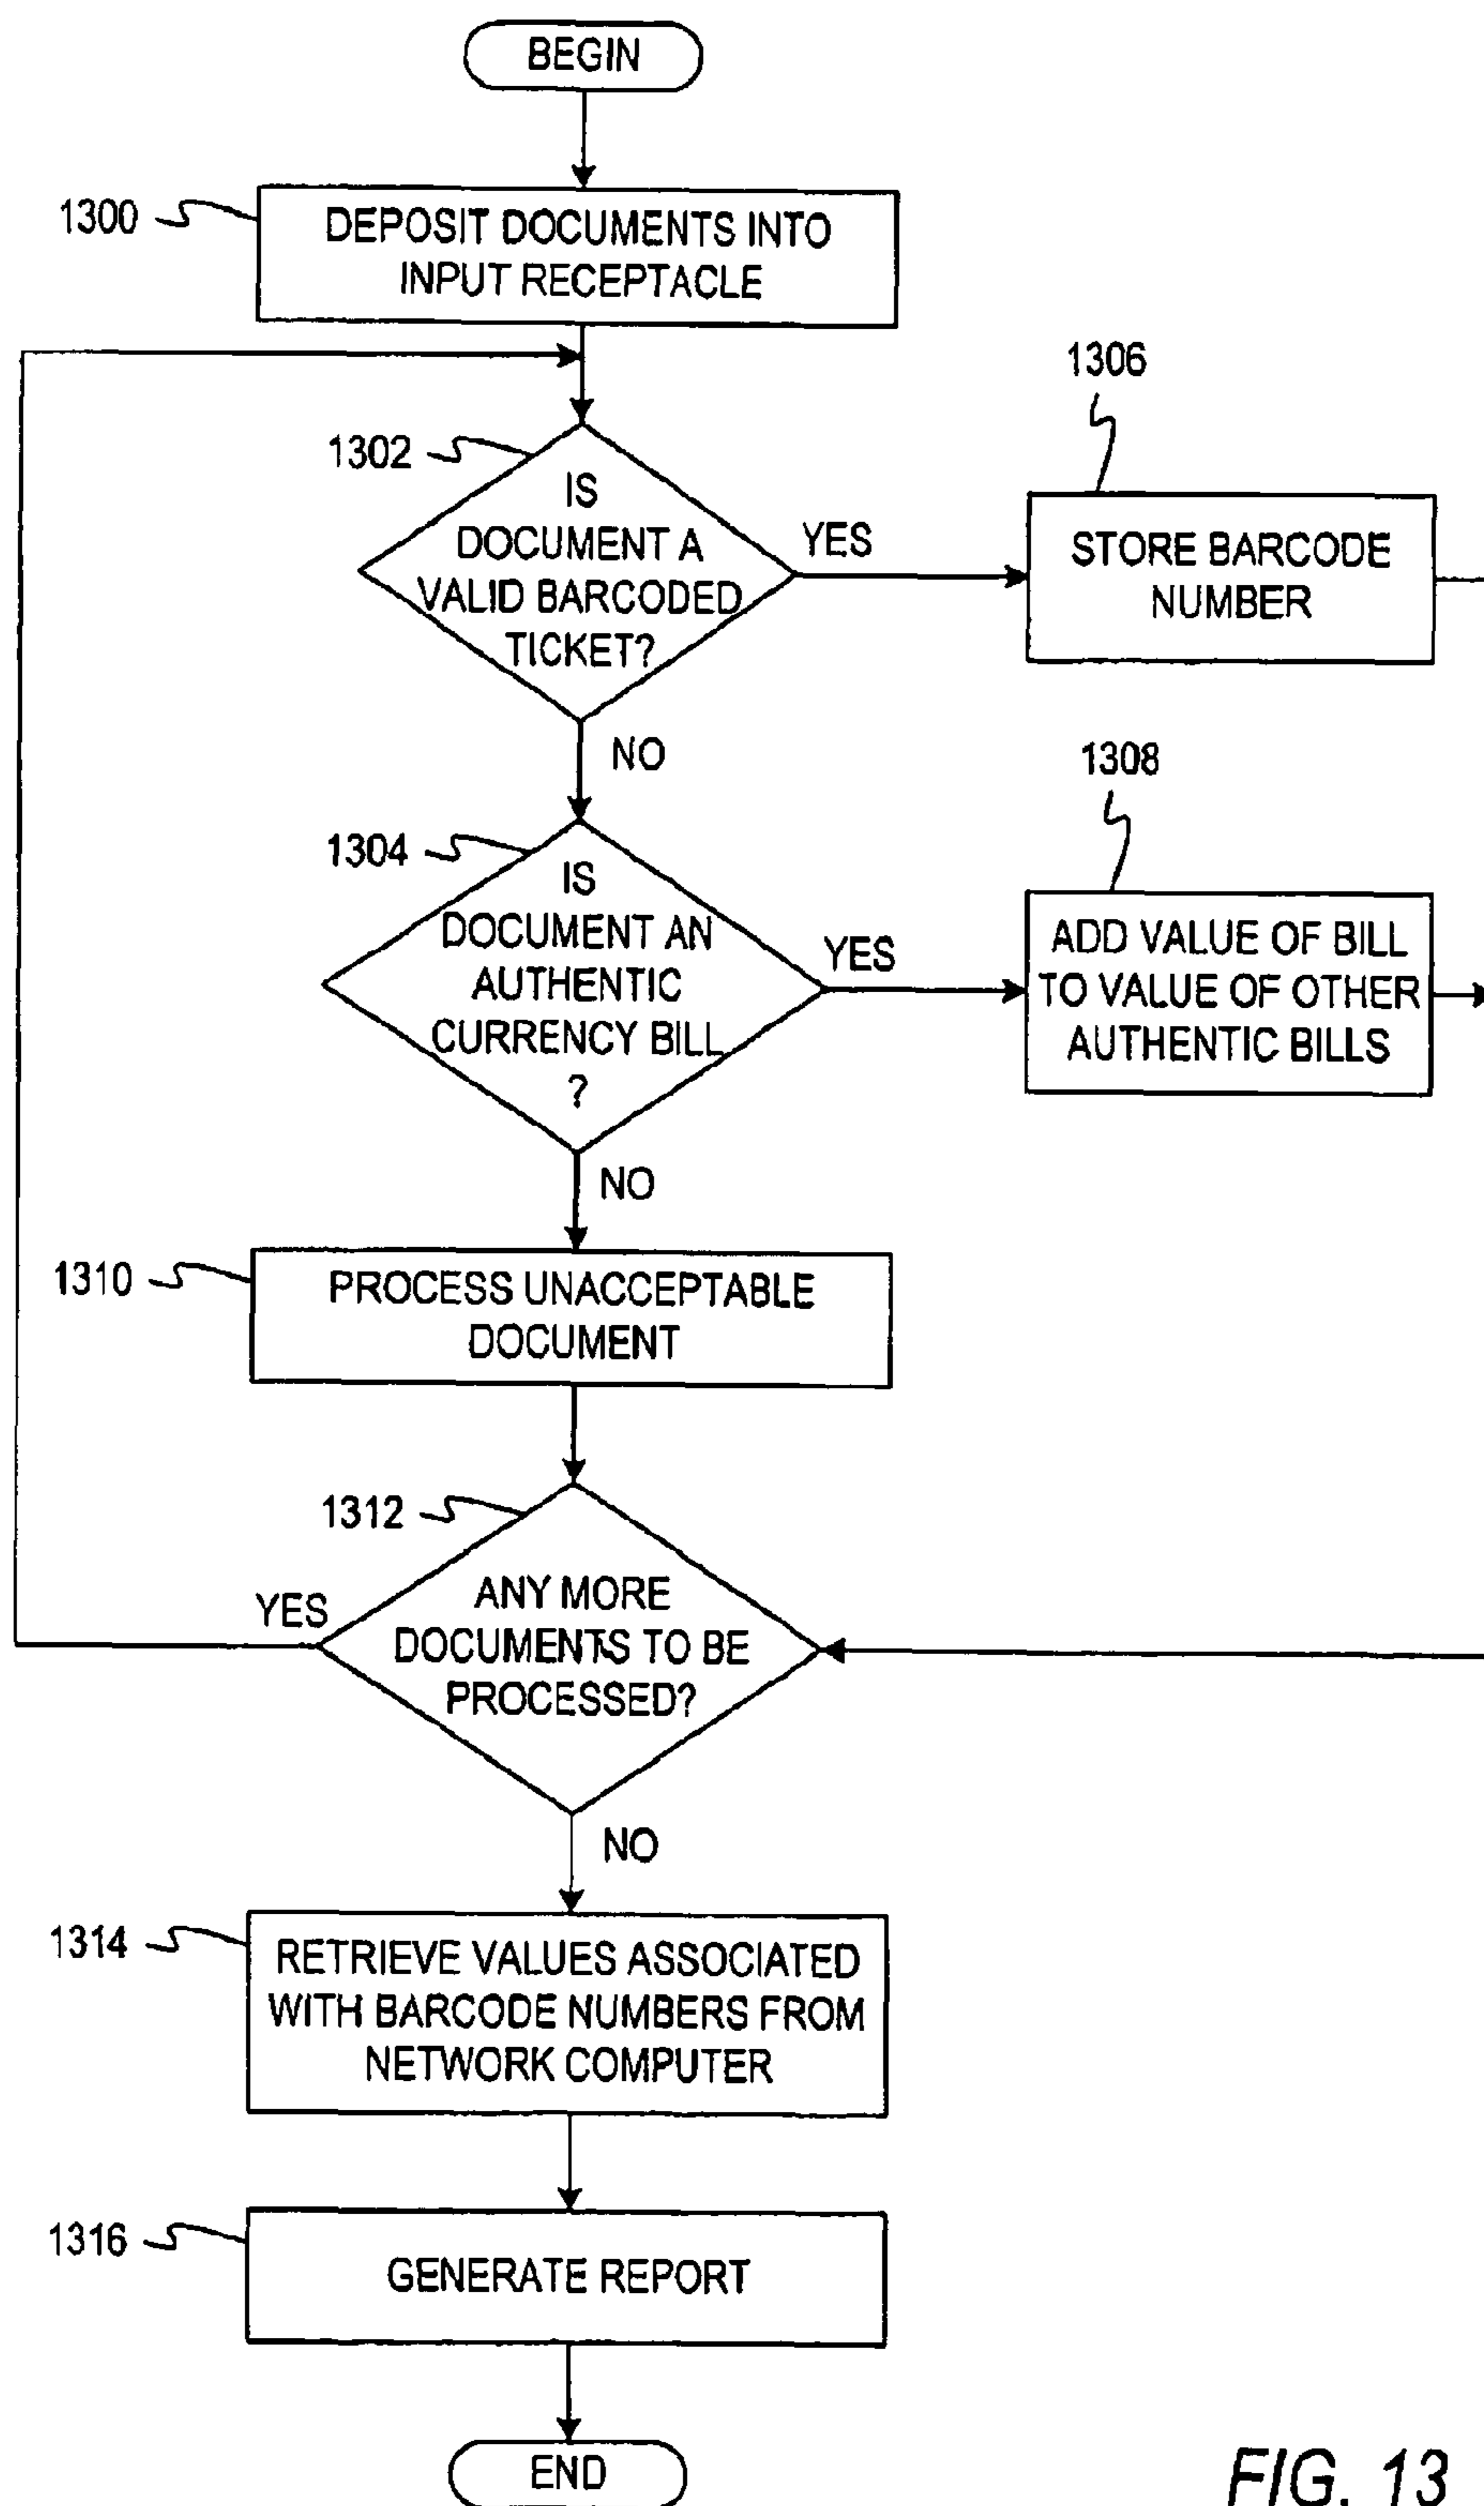 BEGIN
1300
DEPOSIT DOCUMENTS INTO
INPUT RECEPTACLE
1302
IS
DOCUMENT A
VALID BARCODED
TICKET?
YES
1306
STORE BARCODE
NUMBER
NO
1304
IS
DOCUMENT AN
AUTHENTIC
CURRENCY BILL
?
YES
1308
ADD VALUE OF BILL
TO VALUE OF OTHER
AUTHENTIC BILLS
NO
1310
PROCESS UNACCEPTABLE
DOCUMENT
1312
ANY MORE
DOCUMENTS TO BE
PROCESSED?
YES
NO
1314
RETRIEVE VALUES ASSOCIATED
WITH BARCODE NUMBERS FROM
NETWORK COMPUTER
1316
GENERATE REPORT
END
FIG. 13